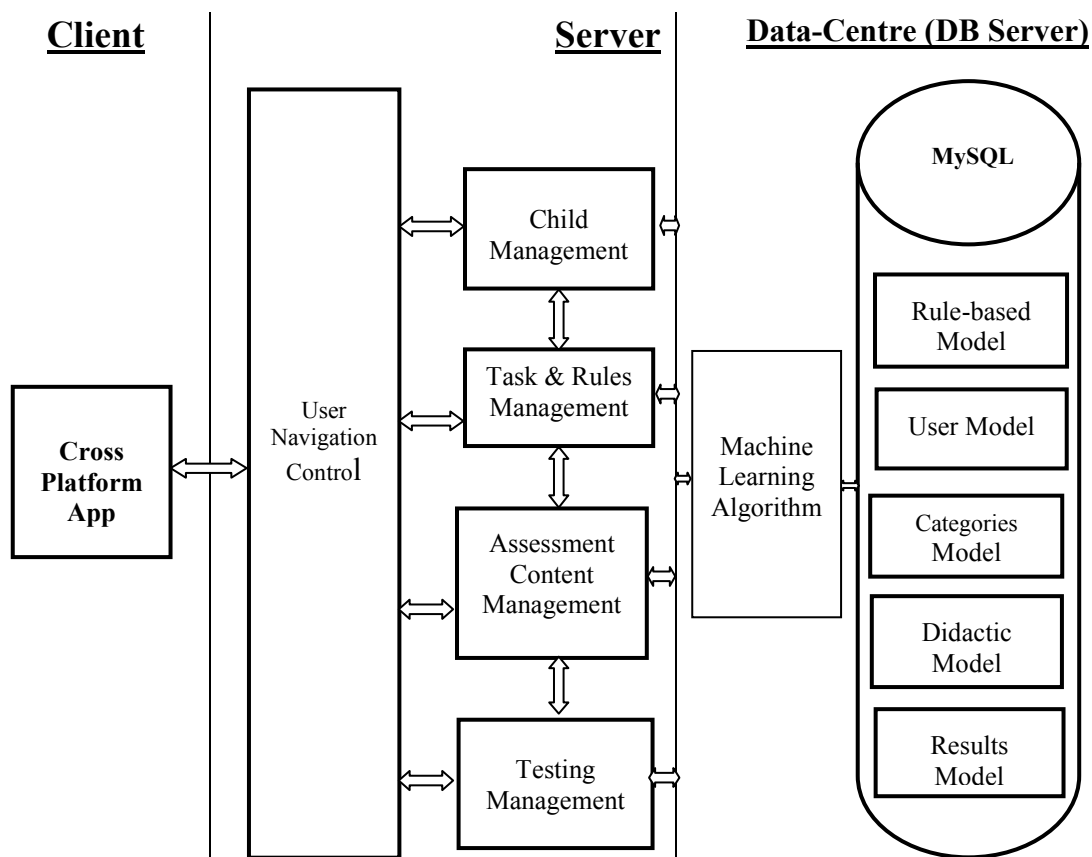 Client
Server
Data-Centre (DB Server)
MySQL
Child
Management
Rule-based
Model
Task & Rules
Management
User
Navigation
Control
User Model
Cross
Platform
App
Machine
Learning
Algorithm
Categories
Model
Assessment
Content
Management
Didactic
Model
Results
Model
Testing
Management